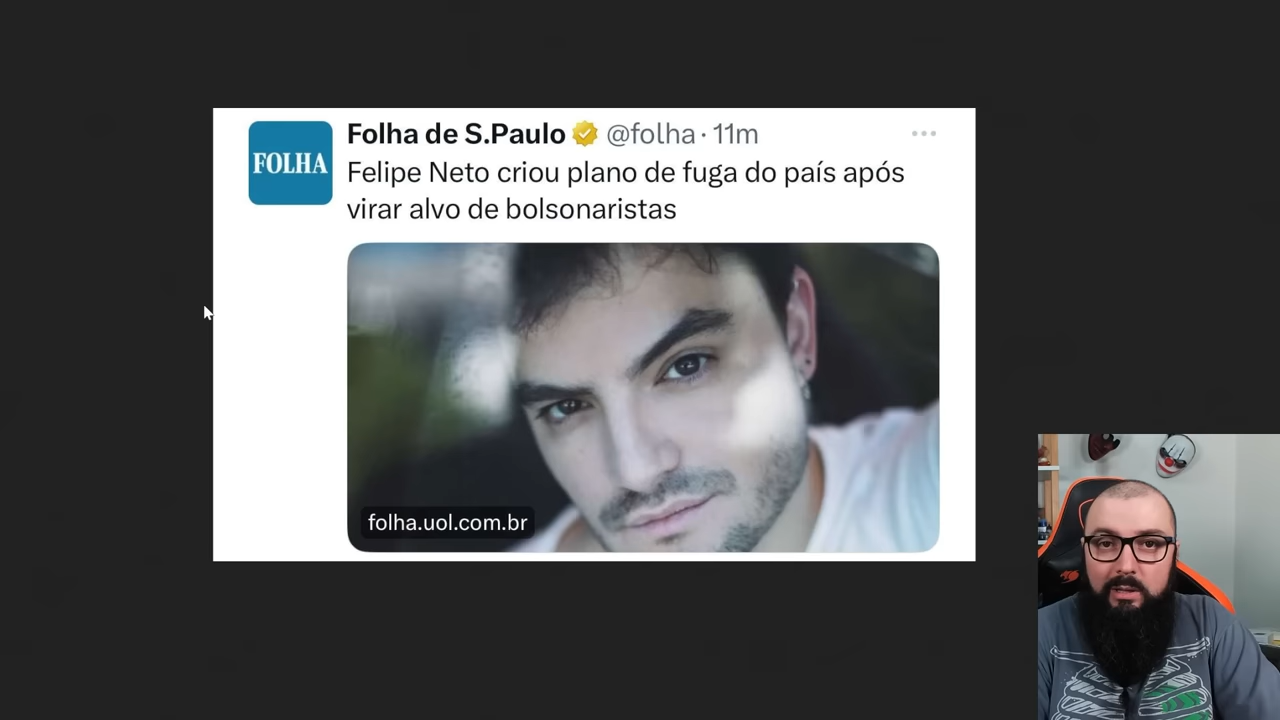 Folha de S.Paulo @folha · 11m
FOLHA
Felipe Neto criou plano de fuga do país após
virar alvo de bolsonaristas
folha.uol.com.br